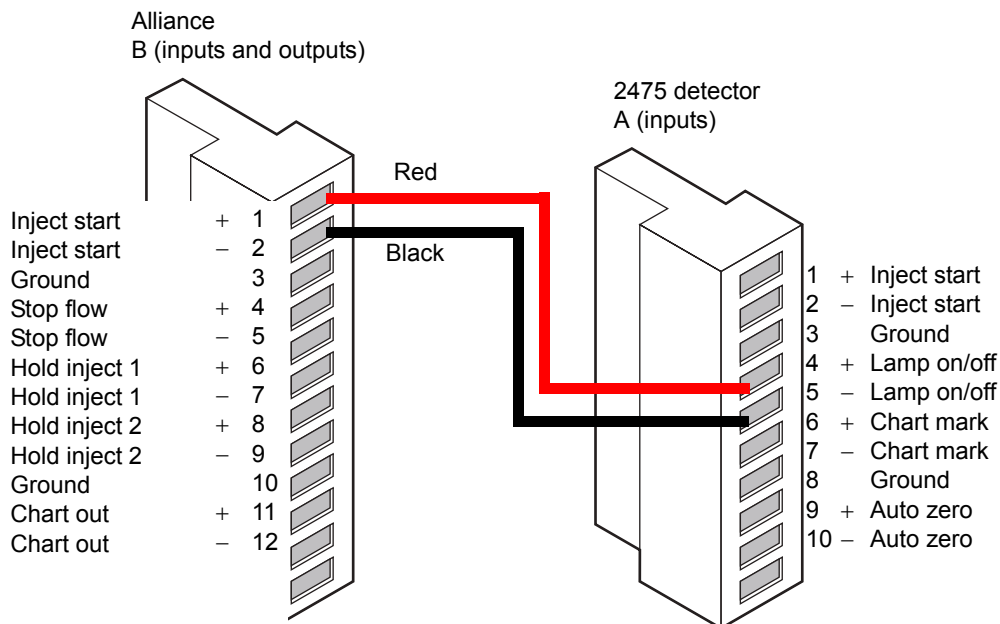 Alliance
B (inputs and outputs)
2475 detector
A (inputs)
Red
Black
Inject start + 1
Inject start − 2
Ground 3
Stop flow + 4
Stop flow − 5
Hold inject 1 + 6
Hold inject 1 − 7
Hold inject 2 + 8
Hold inject 2 − 9
Ground 10
Chart out + 11
Chart out − 12
1 + Inject start
2 − Inject start
3 Ground
4 + Lamp on/off
5 − Lamp on/off
6 + Chart mark
7 − Chart mark
8 Ground
9 + Auto zero
10 − Auto zero